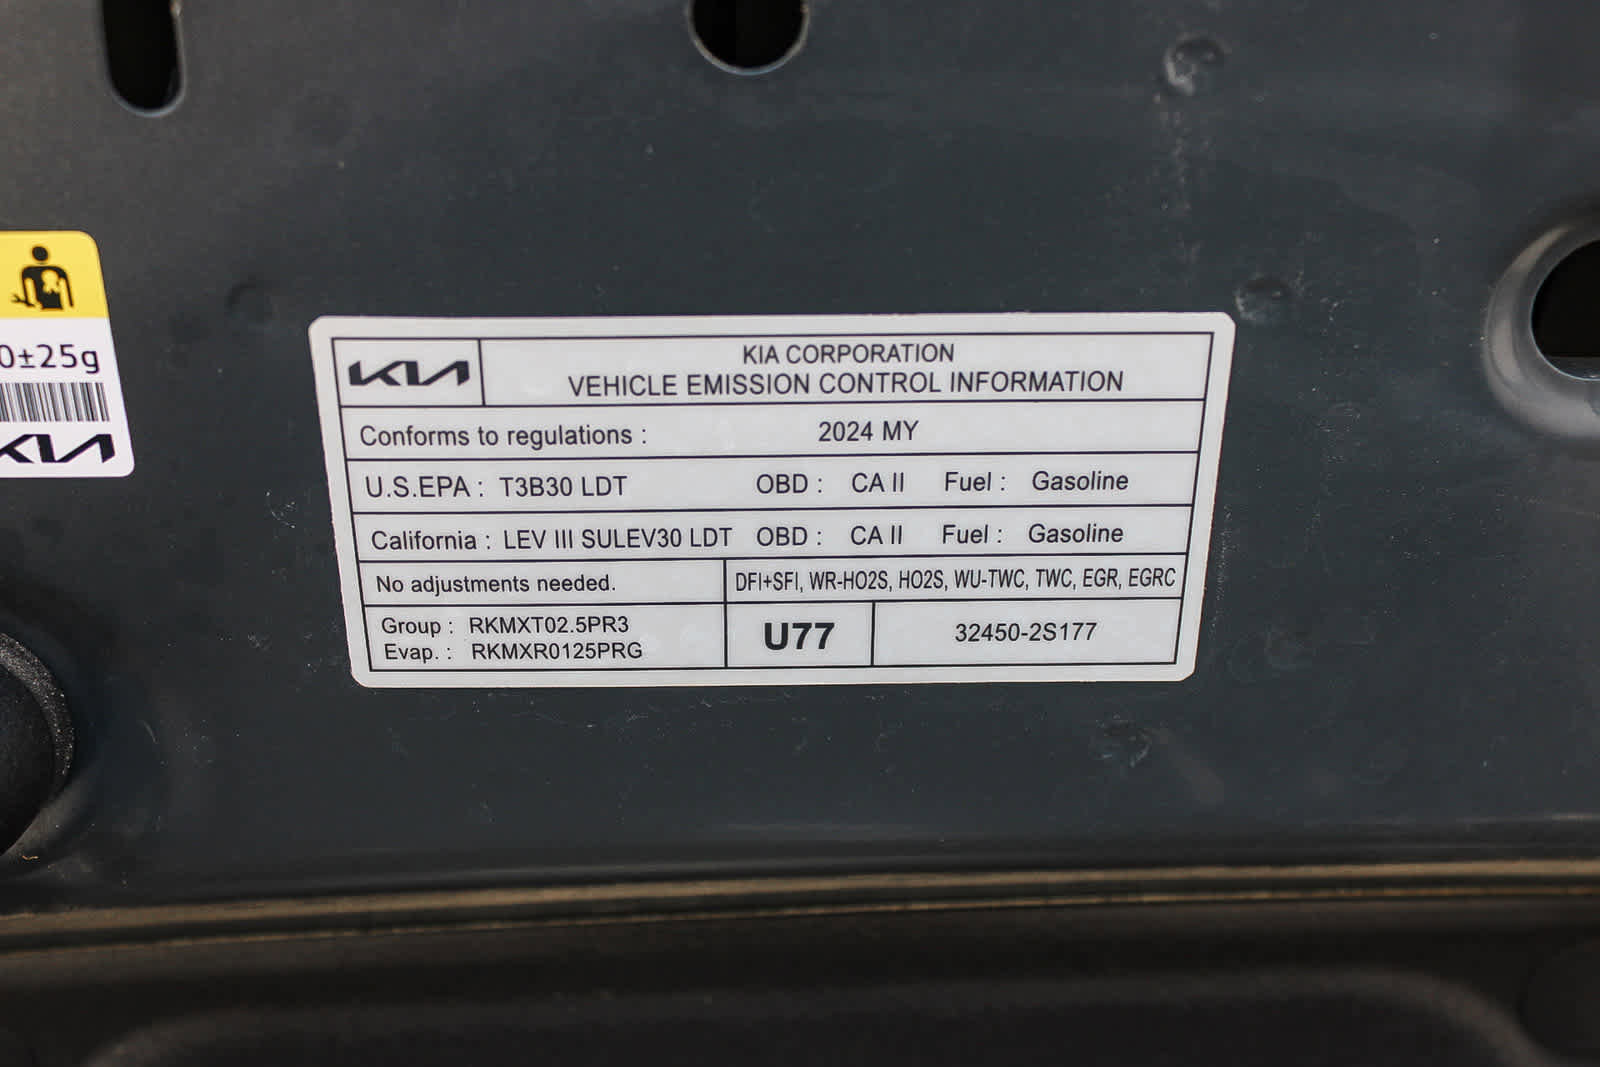 0±25g
KIA
KIA
KIA CORPORATION
VEHICLE EMISSION CONTROL INFORMATION
Conforms to regulations : 2024 MY
U.S.EPA : T3B30 LDT OBD : CA II Fuel : Gasoline
California : LEV III SULEV30 LDT OBD : CA II Fuel : Gasoline
No adjustments needed. DFI+SFI, WR-HO2S, HO2S, WU-TWC, TWC, EGR, EGRC
Group : RKMXT02.5PR3
Evap. : RKMXR0125PRG
U77
32450-2S177